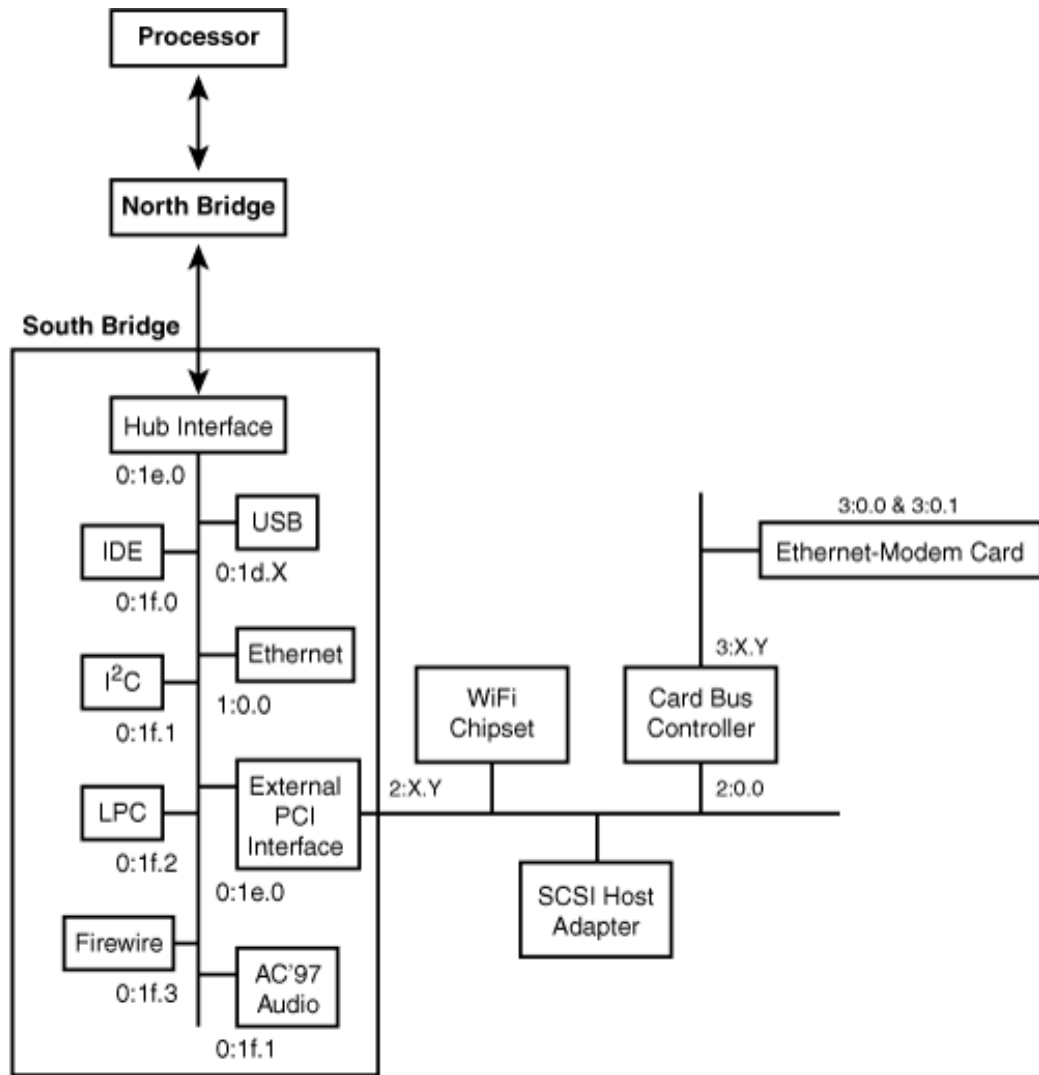 Processor
North Bridge
South Bridge
Hub Interface
0:1e.0
USB
0:1d.X
IDE
0:1f.0
Ethernet
1:0.0
I²C
0:1f.1
External
PCI
Interface
0:1e.0
LPC
0:1f.2
Firewire
0:1f.3
AC'97
Audio
0:1f.1
2:X.Y
WiFi
Chipset
SCSI Host
Adapter
Card Bus
Controller
2:0.0
3:X.Y
3:0.0 & 3:0.1
Ethernet-Modem Card